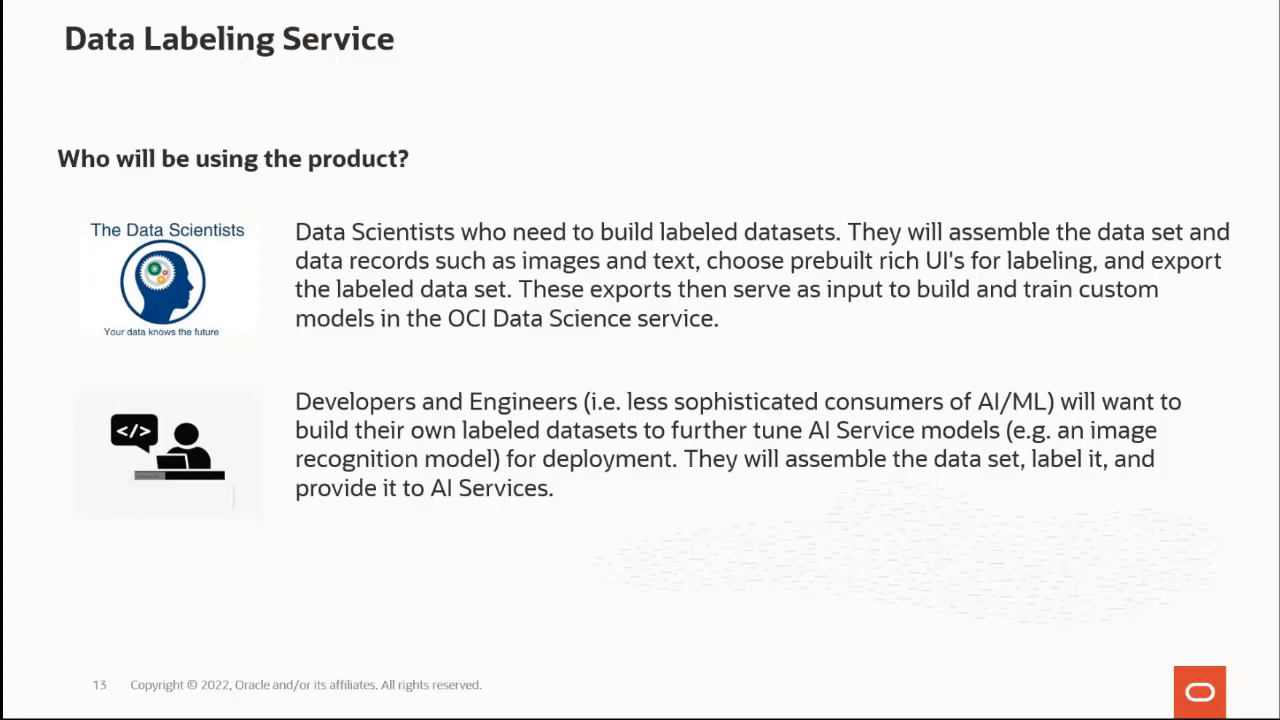 Data Labeling Service
Who will be using the product?
The Data Scientists
Your data knows the future
Data Scientists who need to build labeled datasets. They will assemble the data set and
data records such as images and text, choose prebuilt rich UI's for labeling, and export
the labeled data set. These exports then serve as input to build and train custom
models in the OCI Data Science service.
</>
Developers and Engineers (i.e. less sophisticated consumers of AI/ML) will want to
build their own labeled datasets to further tune AI Service models (e.g. an image
recognition model) for deployment. They will assemble the data set, label it, and
provide it to AI Services.
13 Copyright © 2022, Oracle and/or its affiliates. All rights reserved.